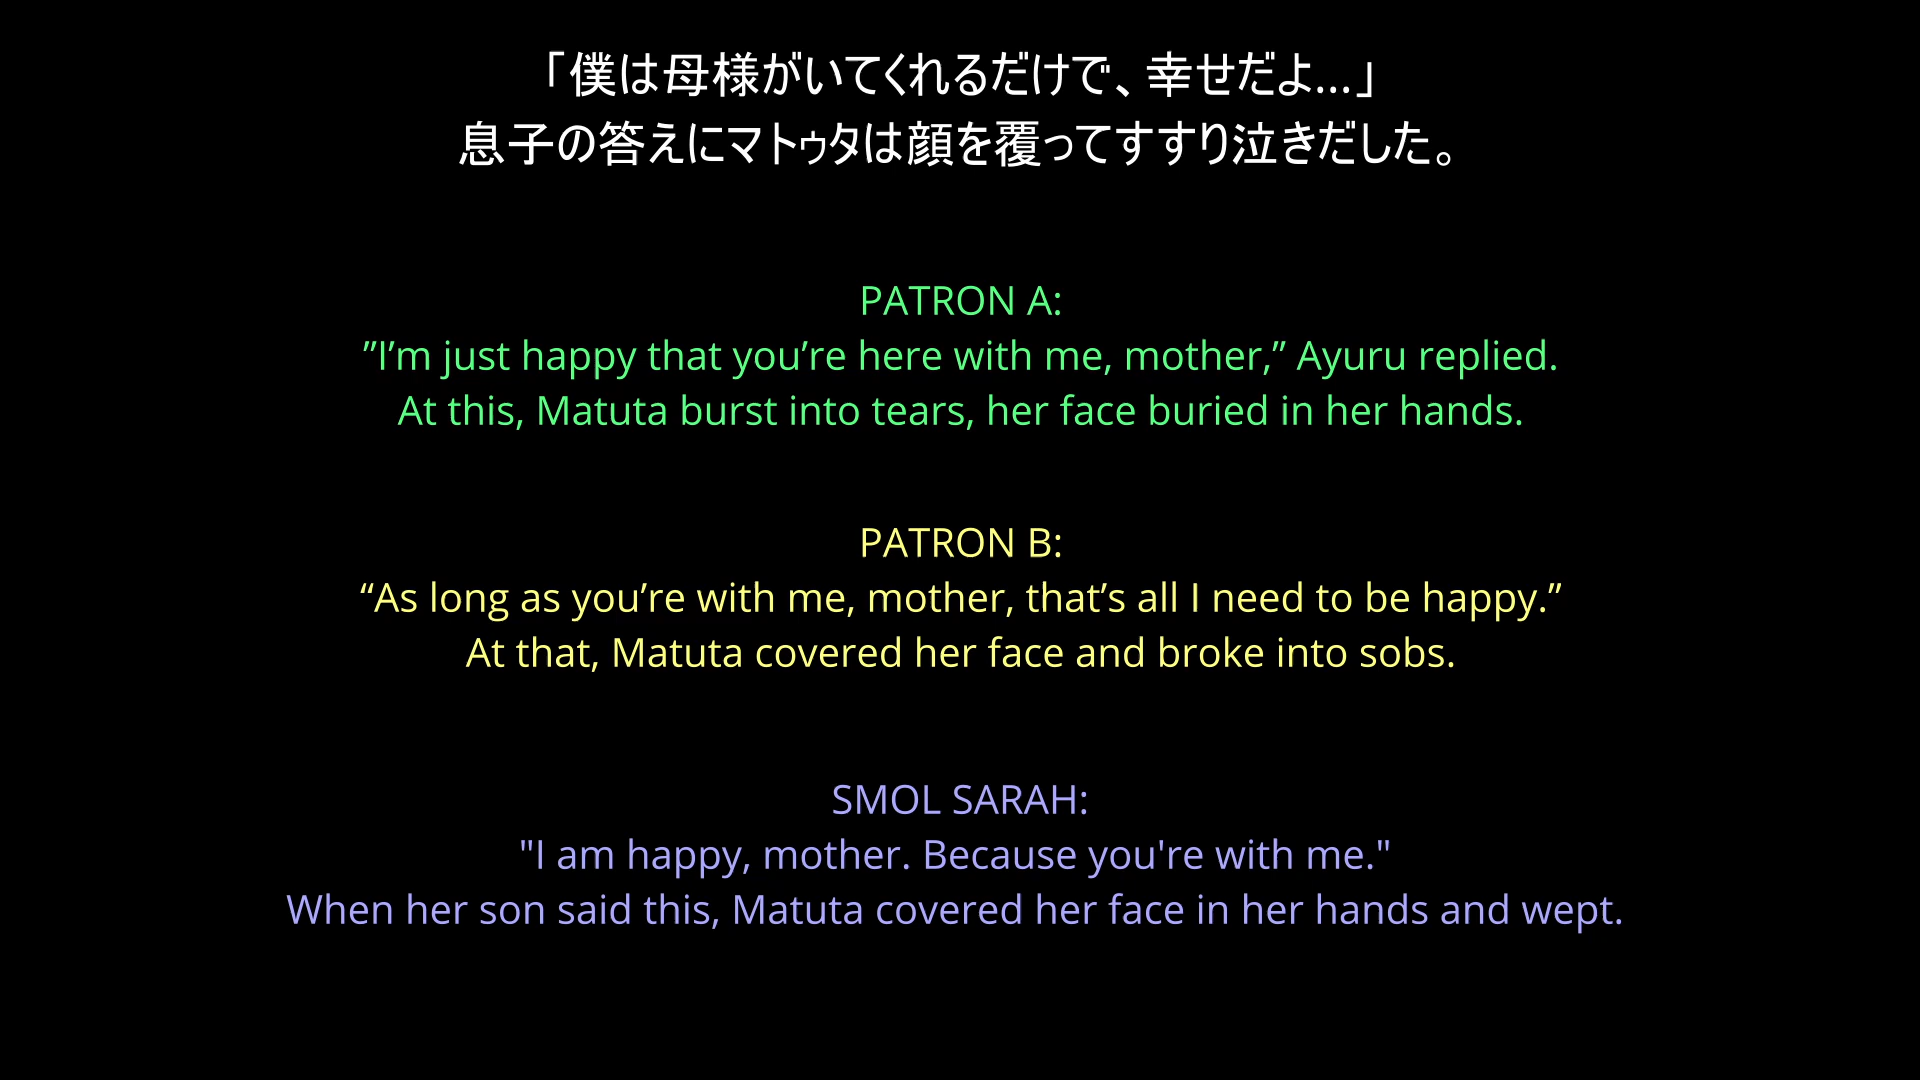 「僕は母様がいてくれるだけで、幸せだよ…」
息子の答えにマトゥタは顔を覆ってすすり泣きだした。
PATRON A:
”I’m just happy that you’re here with me, mother,” Ayuru replied.
At this, Matuta burst into tears, her face buried in her hands.
PATRON B:
“As long as you’re with me, mother, that’s all I need to be happy.”
At that, Matuta covered her face and broke into sobs.
SMOL SARAH:
"I am happy, mother. Because you're with me."
When her son said this, Matuta covered her face in her hands and wept.